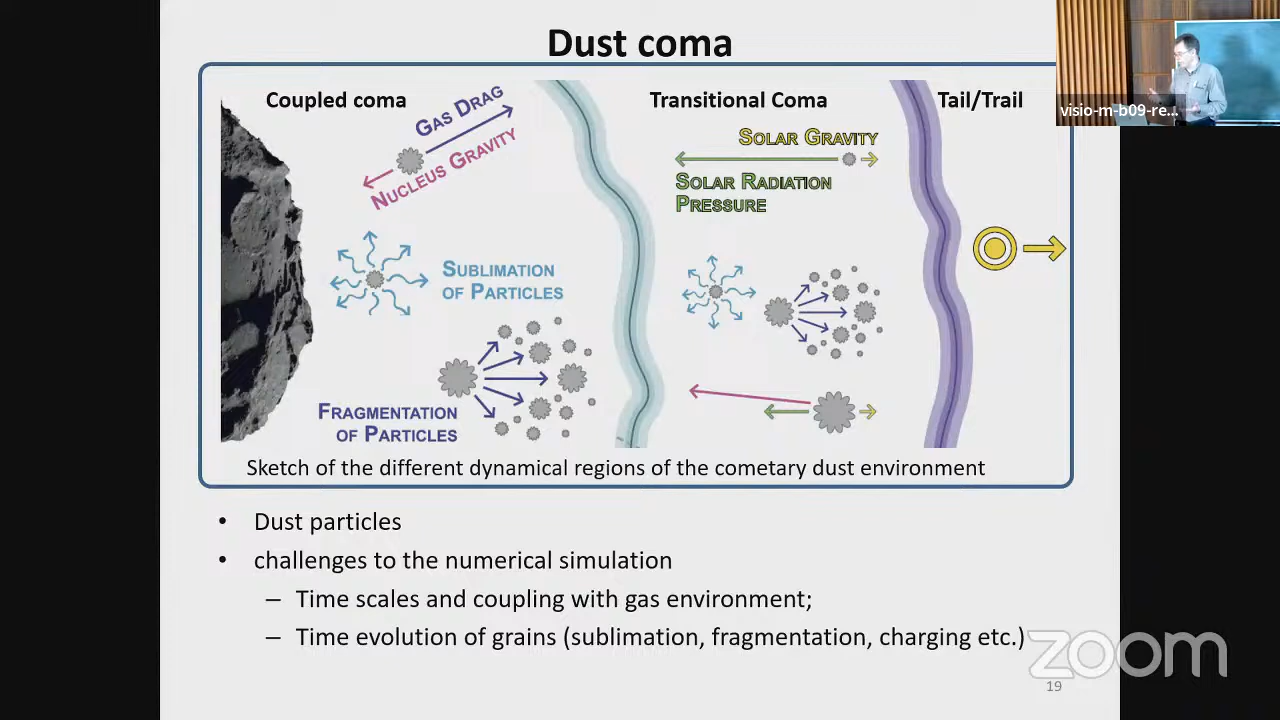 Dust coma
Coupled coma
GAS DRAG
NUCLEUS GRAVITY
SUBLIMATION
OF PARTICLES
FRAGMENTATION
OF PARTICLES
Transitional Coma
SOLAR GRAVITY
SOLAR RADIATION
PRESSURE
Tail/Trail
visio-m-b09-re...
Sketch of the different dynamical regions of the cometary dust environment
• Dust particles
• challenges to the numerical simulation
– Time scales and coupling with gas environment;
– Time evolution of grains (sublimation, fragmentation, charging etc.)
zoom
19